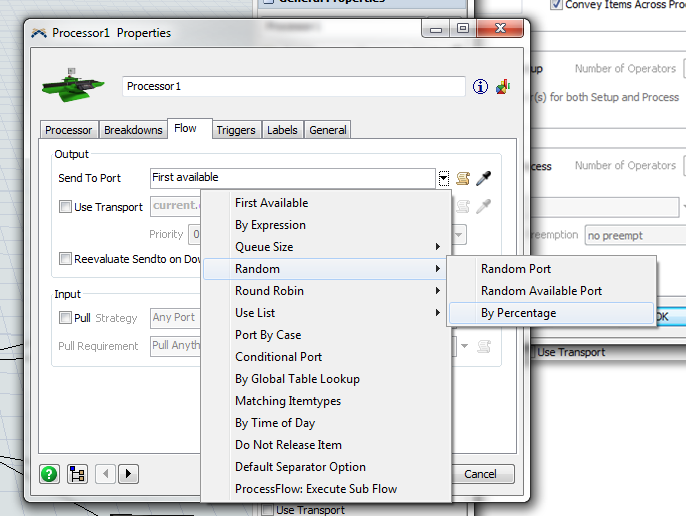 General Properties
Processor1
Convey Items Across Pro
Processor1 Properties
Processor1
Number of Operators
r(s) for both Setup and Process
Processor
Breakdowns
Flow
Triggers
Labels
General
Output
Send To Port
First available
Use Transport
current.
Priority
0
Reevaluate Sendto on Dow
Input
Pull
Strategy
Any Port
Pull Requirement
Pull Anyth
First Available
By Expression
Queue Size
Random
Round Robin
Use List
Port By Case
Conditional Port
By Global Table Lookup
Matching Itemtypes
By Time of Day
Do Not Release Item
Default Separator Option
ProcessFlow: Execute Sub Flow
Random Port
Random Available Port
By Percentage
up
cess
Number of Operators
eemption
no preempt
OK
Use Transport
Cancel
Use Transport